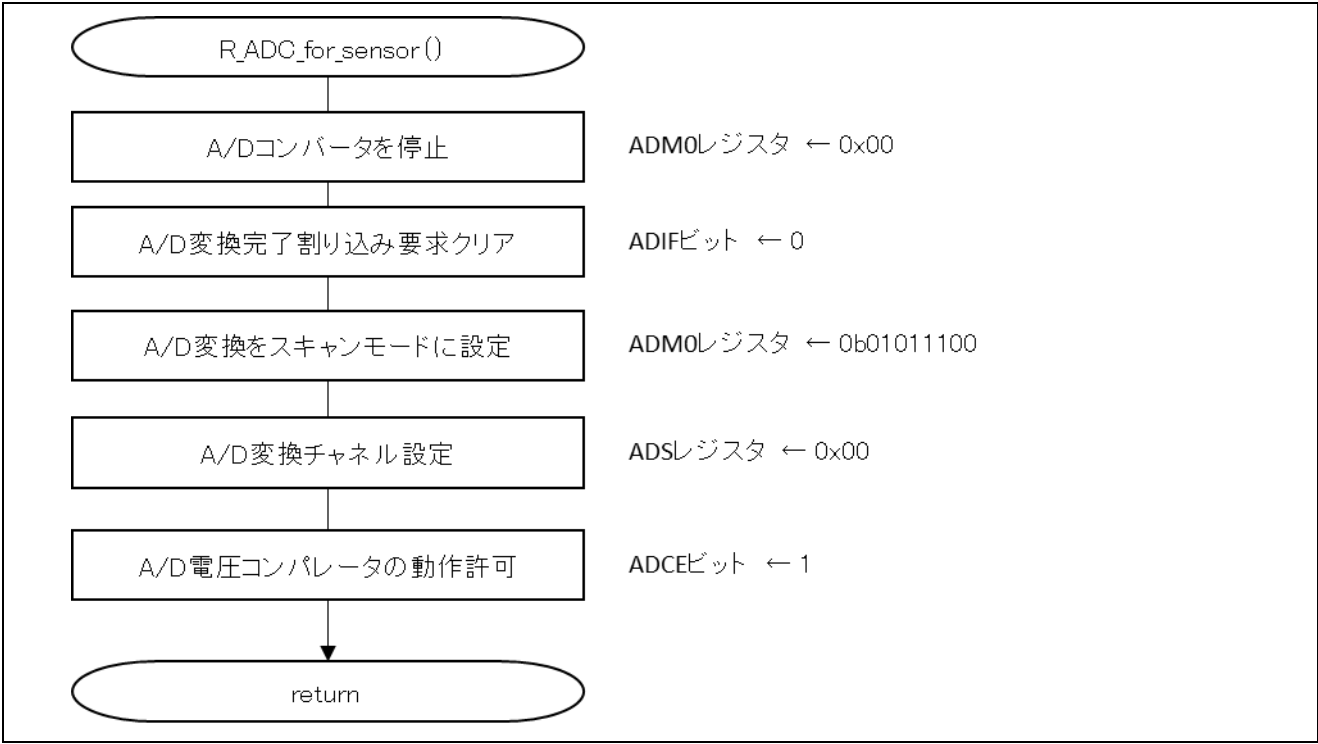 R_ADC_for_sensor()
A/Dコンバータを停止
ADM0レジスタ ← 0x00
A/D変換完了割り込み要求クリア
ADIFビット ← 0
A/D変換をスキャンモードに設定
ADM0レジスタ ← 0b01011100
A/D変換チャネル設定
ADSレジスタ ← 0x00
A/D電圧コンパレータの動作許可
ADCEビット ← 1
return